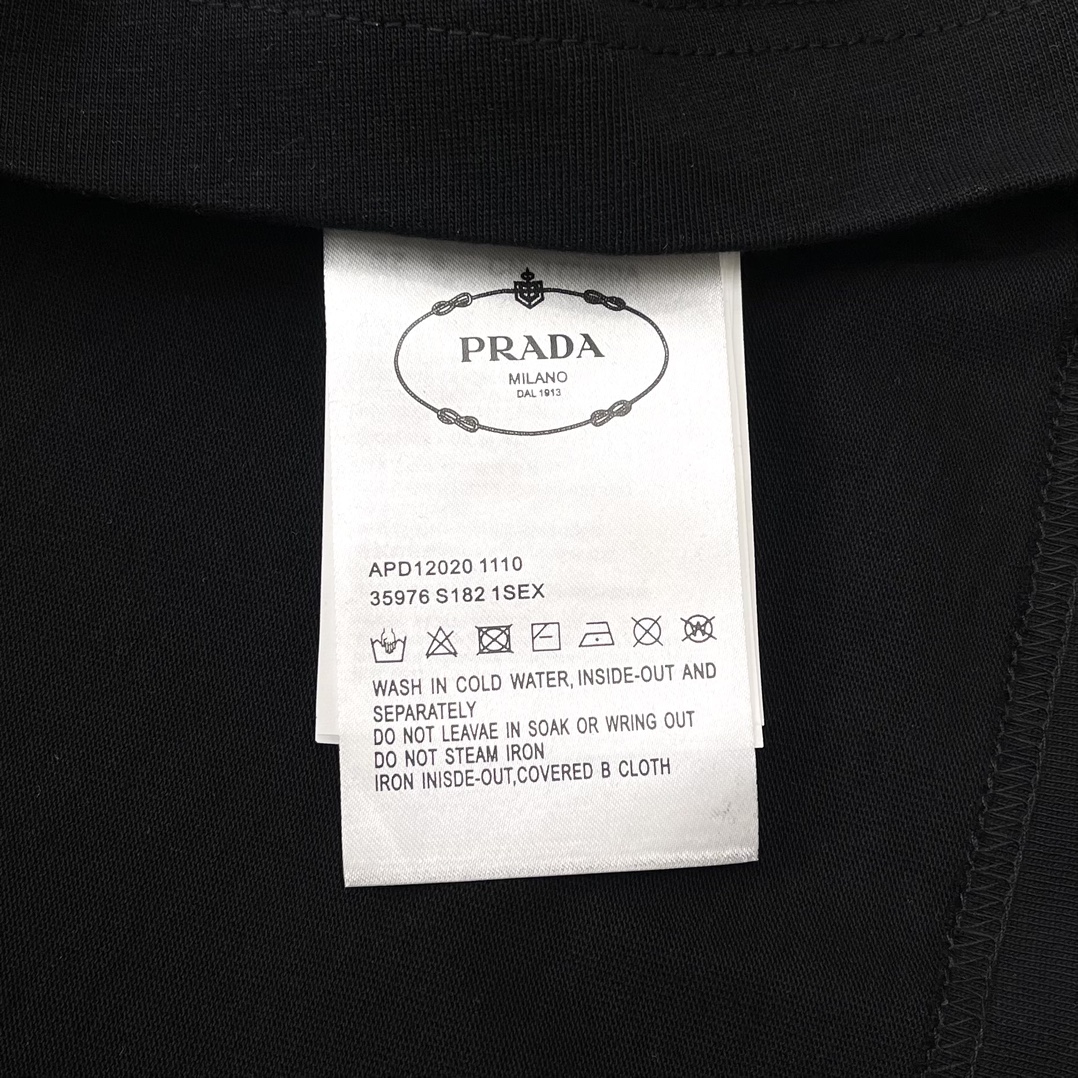 PRADA
MILANO
DAL 1913
APD12020 1110
35976 S182 1SEX
WASH IN COLD WATER, INSIDE-OUT AND
SEPARATELY
DO NOT LEAVAE IN SOAK OR WRING OUT
DO NOT STEAM IRON
IRON INISDE-OUT,COVERED B CLOTH